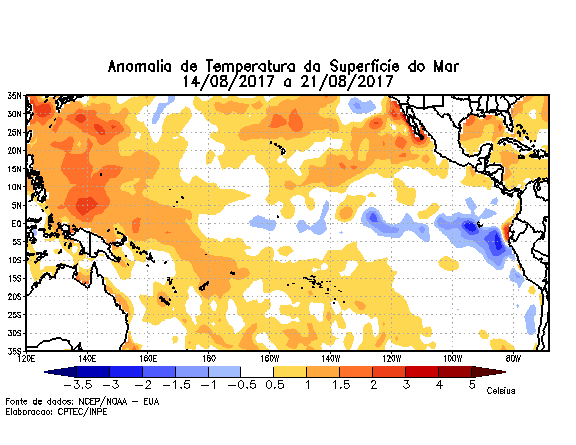 Anomalia de Temperatura da Superfície do Mar
14/08/2017 a 21/08/2017
35N
30N
25N
20N
15N
10N
5N
EQ
5S
10S
15S
20S
25S
30S
35S
120E 140E 160E 180 160W 140W 120W 100W 80W
-3.5 -3 -2 -1.5 -1 -0.5 0.5 1 1.5 2 3 4 5
Celsius
Fonte de dados: NCEP/NOAA - EUA
Elaboracao: CPTEC/INPE